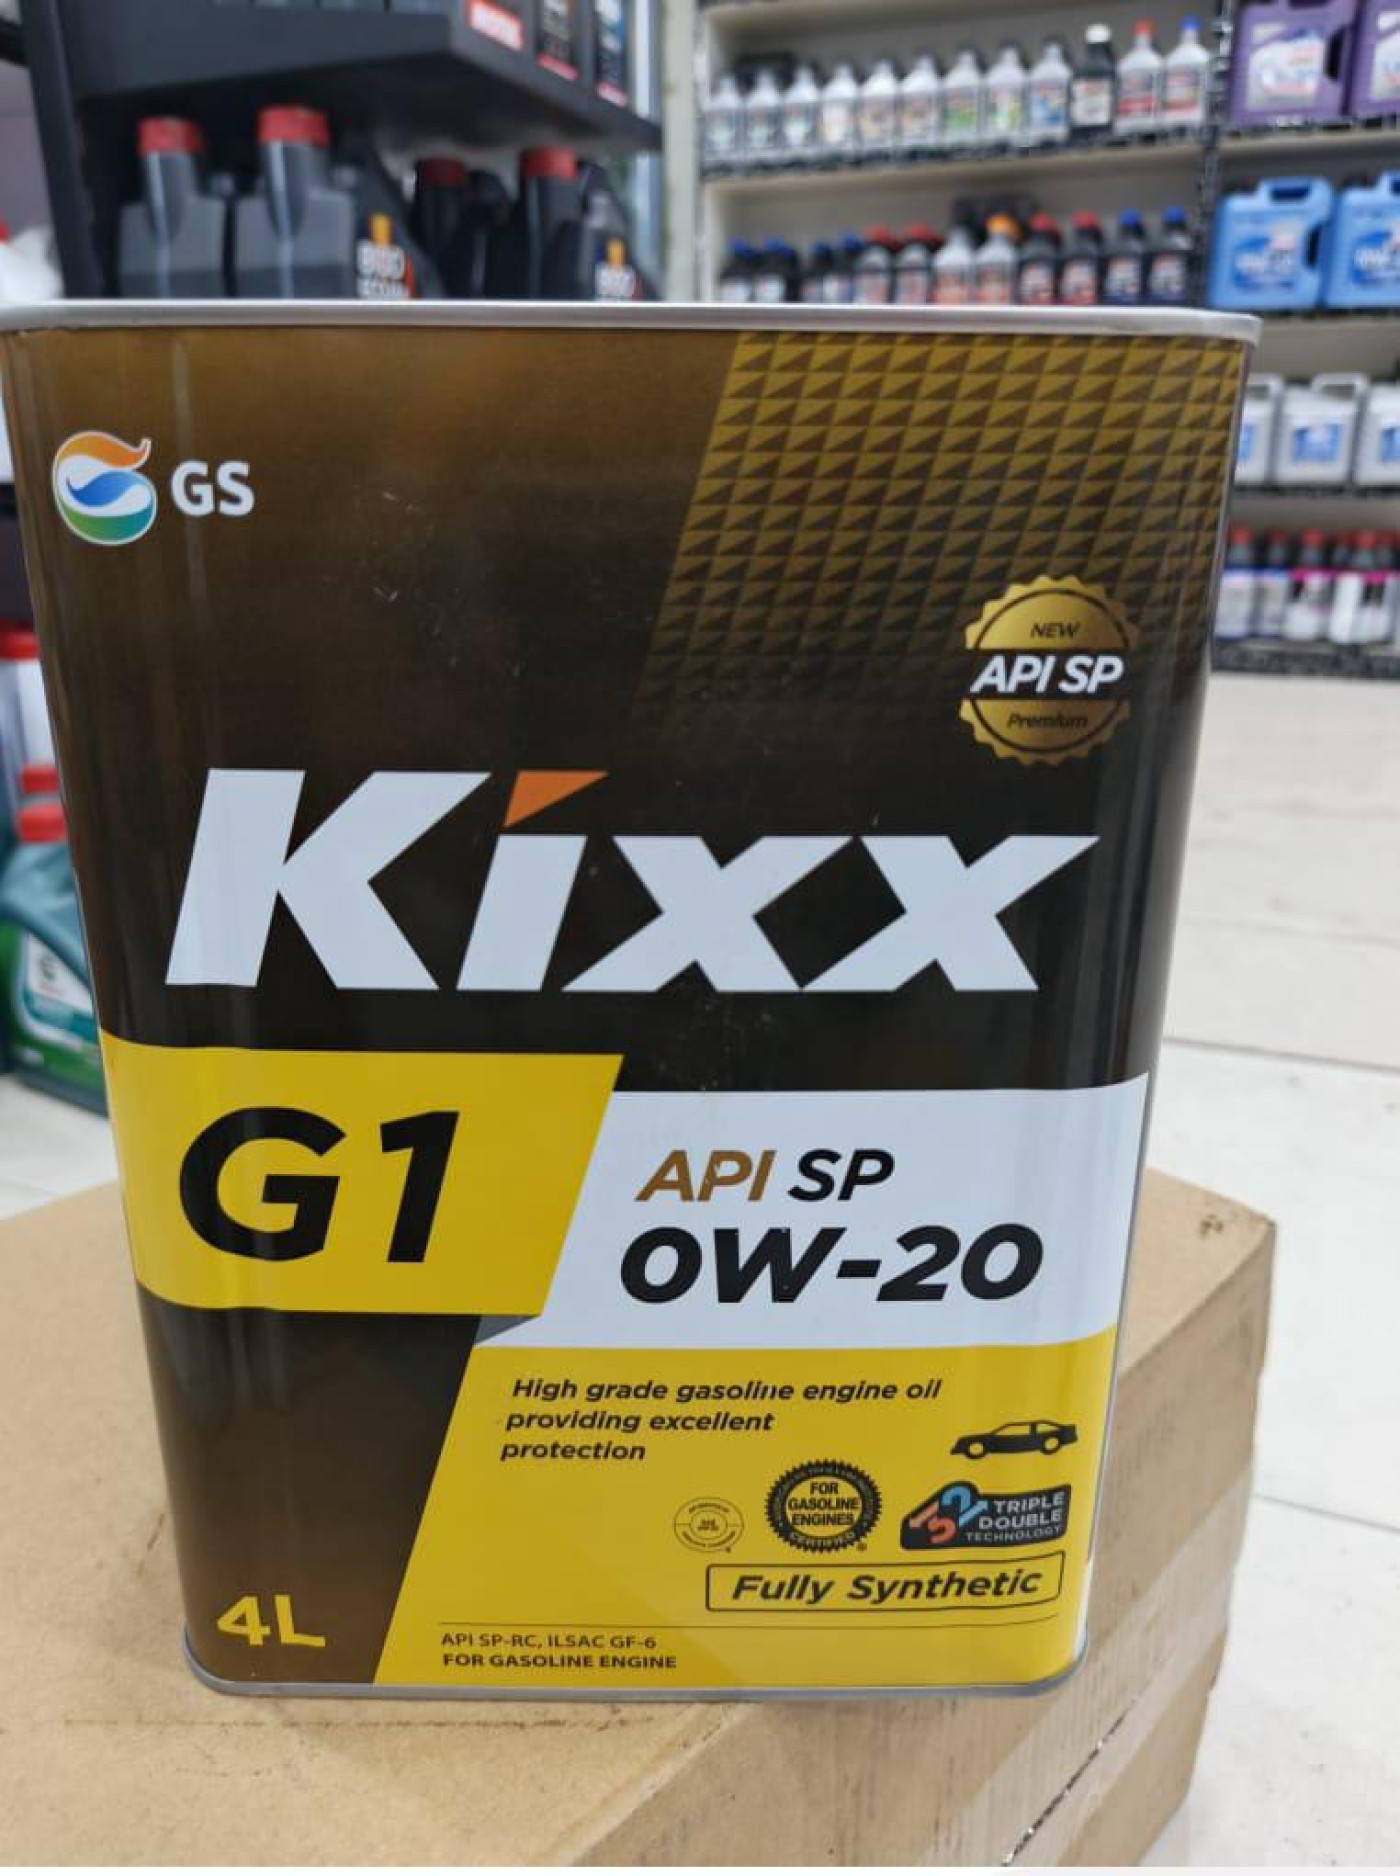 GS
NEW
API SP
Premium
Kixx
G1
API SP
0W-20
High grade gasoline engine oil
providing excellent
protection
FOR
GASOLINE
ENGINES
CERTIFIED
TRIPLE
DOUBLE
TECHNOLOGY
Fully Synthetic
4L
API SP-RC, ILSAC GF-6
FOR GASOLINE ENGINE